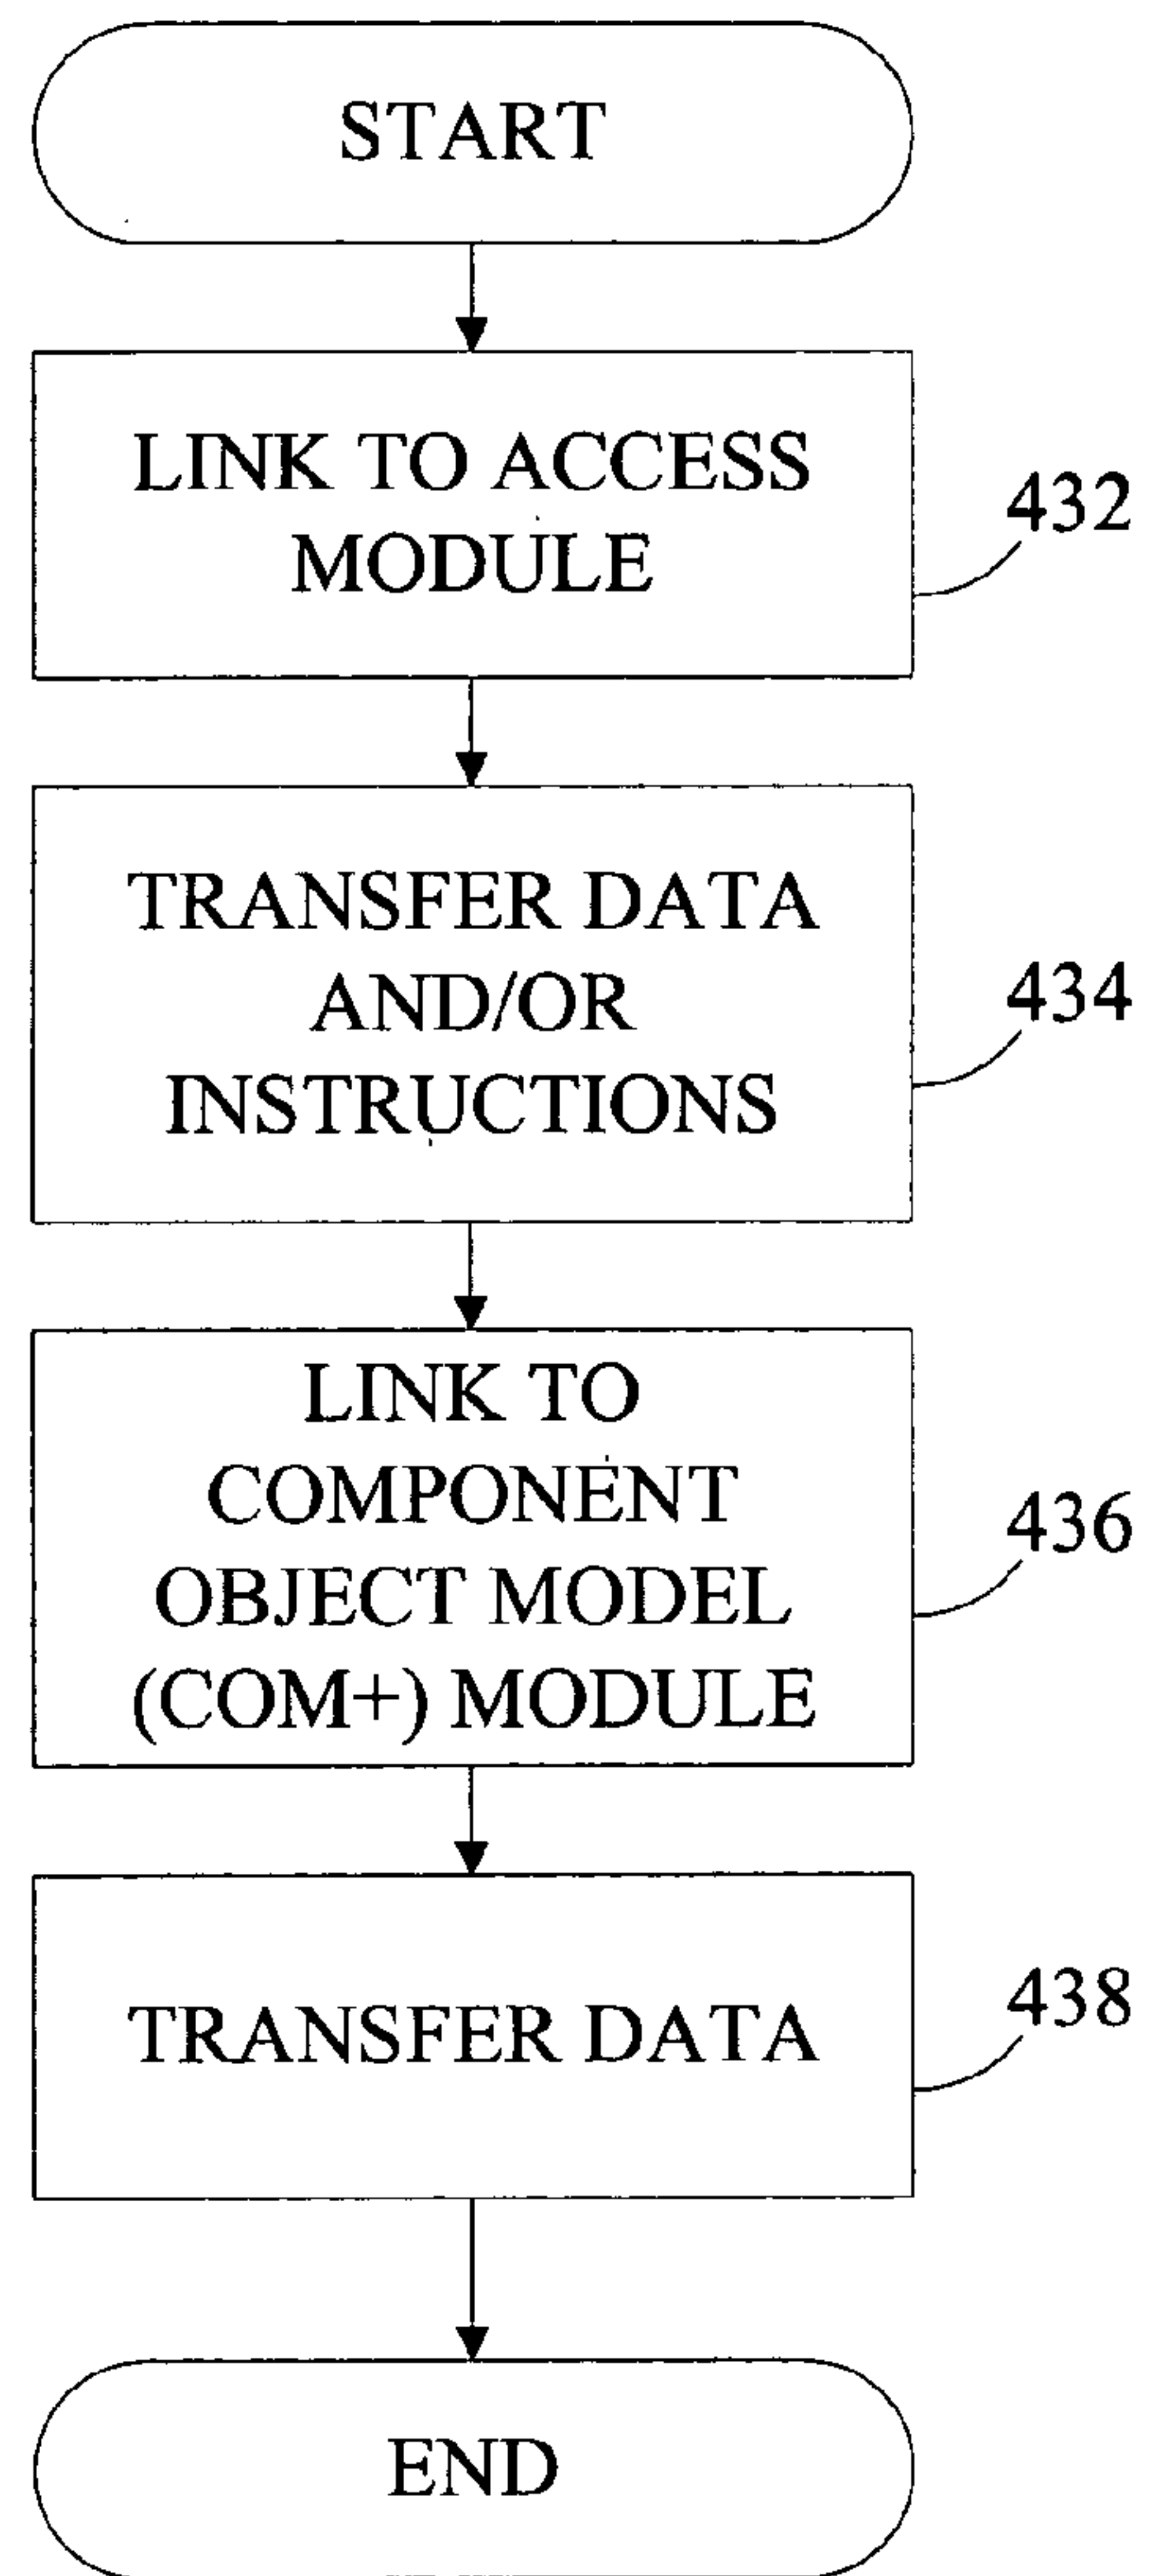 START
LINK TO ACCESS
MODULE
432
TRANSFER DATA
AND/OR
INSTRUCTIONS
434
LINK TO
COMPONENT
OBJECT MODEL
(COM+) MODULE
436
TRANSFER DATA
438
END